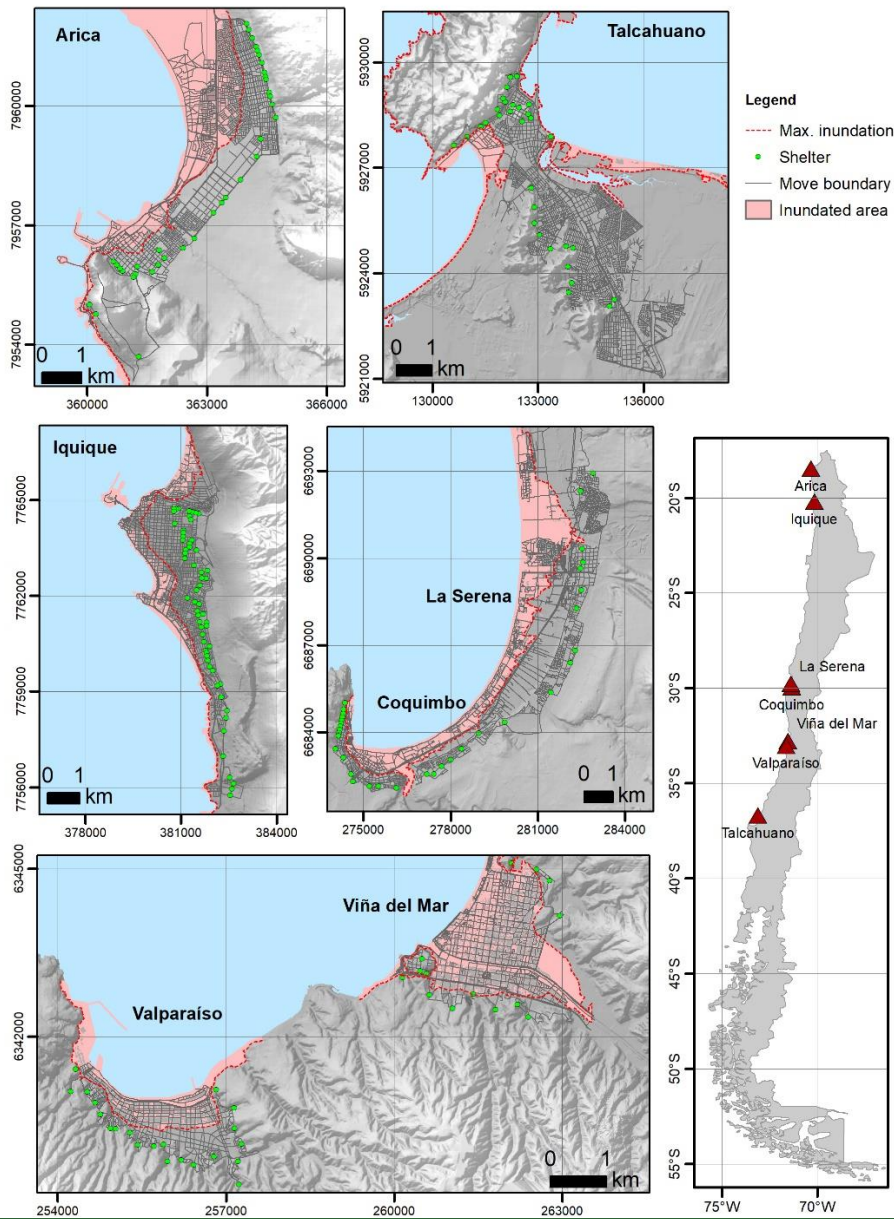 Arica
7960000
7957000
7954000
0 1
km
360000 363000 366000
Talcahuano
5930000
5927000
5924000
5921000
0 1
km
130000 133000 136000
Legend
Max. inundation
Shelter
Move boundary
Inundated area
Iquique
7765000
7762000
7759000
7756000
0 1
km
378000 381000 384000
6693000
6690000
6687000
6684000
La Serena
Coquimbo
0 1
km
275000 278000 281000 284000
Arica
Iquique
La Serena
Coquimbo
Viña del Mar
Valparaíso
Talcahuano
20°S
25°S
30°S
35°S
40°S
45°S
50°S
55°S
75°W 70°W
6345000
6342000
Viña del Mar
Valparaíso
0 1
km
254000 257000 260000 263000